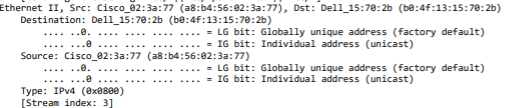 Ethernet II, Src: Cisco_02:3a:77 (a8:b4:56:02:3a:77), Dst: Dell_15:70:2b (b0:4f:13:15:70:2b)
Destination: Dell_15:70:2b (b0:4f:13:15:70:2b)
.... ..0. .... .... .... .... = LG bit: Globally unique address (factory default)
.... ...0 .... .... .... .... = IG bit: Individual address (unicast)
Source: Cisco_02:3a:77 (a8:b4:56:02:3a:77)
.... ..0. .... .... .... .... = LG bit: Globally unique address (factory default)
.... ...0 .... .... .... .... = IG bit: Individual address (unicast)
Type: IPv4 (0x0800)
[Stream index: 3]